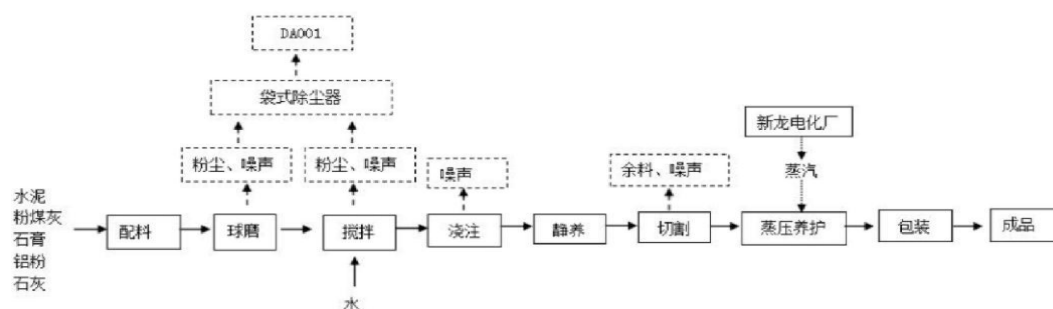 DA001
袋式除尘器
新龙电化厂
粉尘、噪声
粉尘、噪声
噪声
余料、噪声
蒸汽
水泥
粉煤灰
石膏
铝粉
石灰
配料
球磨
搅拌
浇注
静养
切割
蒸压养护
包装
成品
水